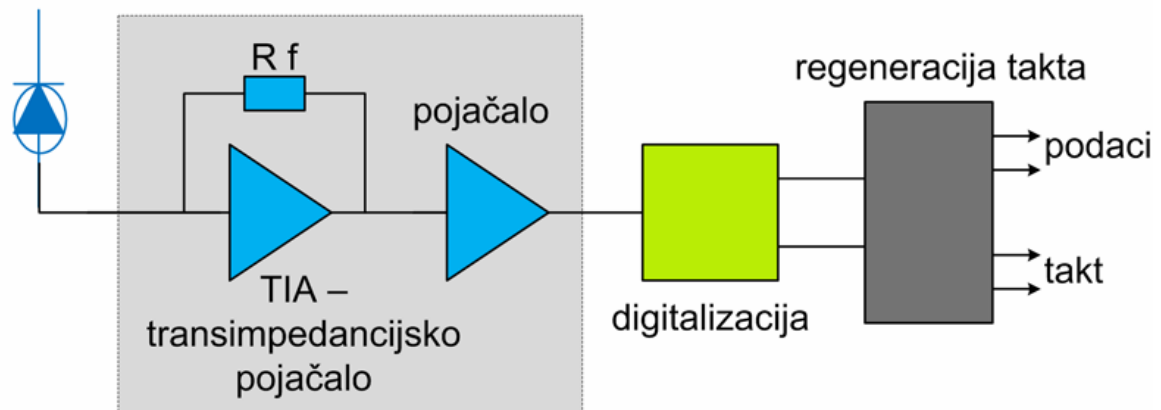 R f
pojačalo
TIA –
transimpedancijsko
pojačalo
digitalizacija
regeneracija takta
podaci
takt